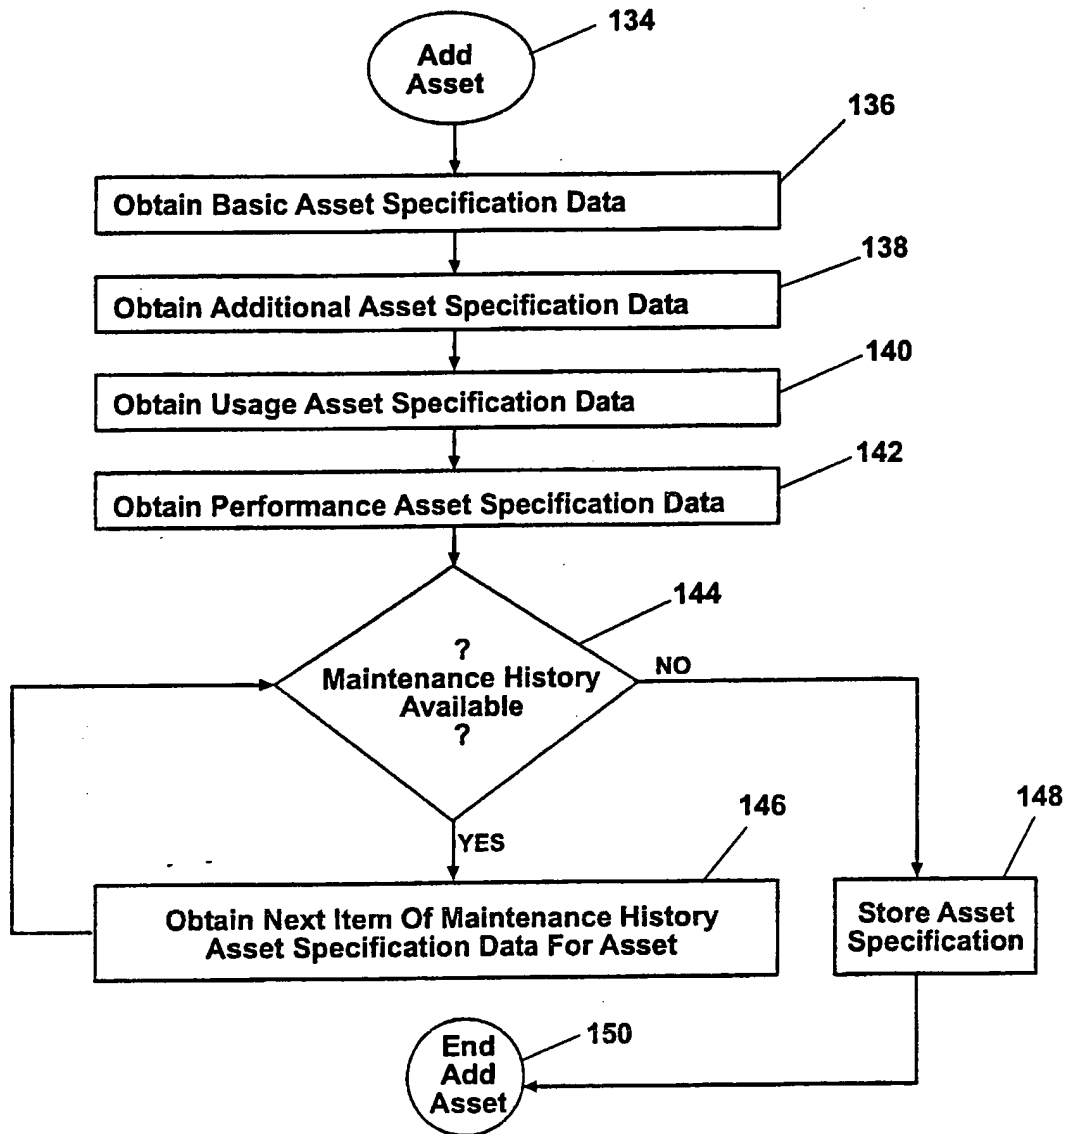 134
Add
Asset
136
Obtain Basic Asset Specification Data
138
Obtain Additional Asset Specification Data
140
Obtain Usage Asset Specification Data
142
Obtain Performance Asset Specification Data
144
?
Maintenance History
Available
?
NO
YES
146
148
Obtain Next Item Of Maintenance History
Asset Specification Data For Asset
Store Asset
Specification
150
End
Add
Asset